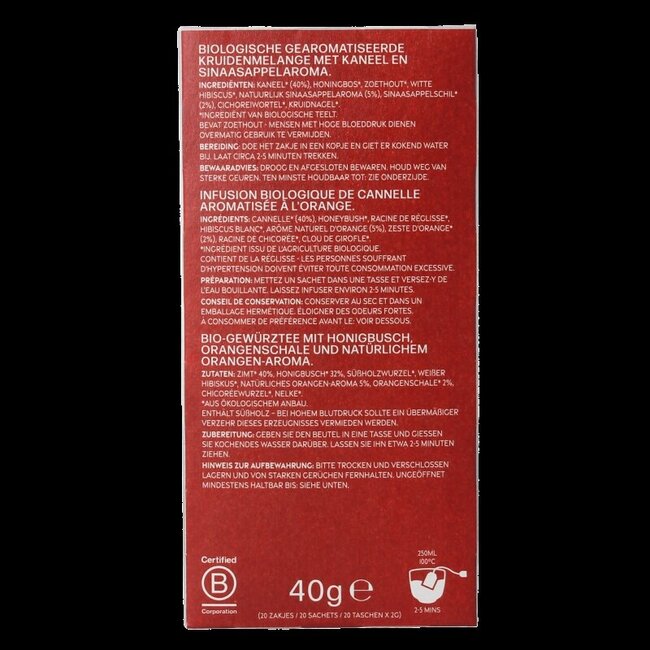 BIOLOGISCHE GEAROMATISEERDE
KRUIDENMELANGE MET KANEEL EN
SINAASAPPELAROMA.
INGREDIËNTEN: KANEEL* (40%), HONINGBOS*, ZOETHOUT*, WITTE
HIBISCUS*, NATUURLIJK SINAASAPPELAROMA (5%), SINAASAPPELSCHIL*
(2%), CICHOREIWORTEL*, KRUIDNAGEL*.
*INGREDIËNT VAN BIOLOGISCHE TEELT.
BEVAT ZOETHOUT - MENSEN MET HOGE BLOEDDRUK DIENEN
OVERMATIG GEBRUIK TE VERMIJDEN.
BEREIDING: DOE HET ZAKJE IN EEN KOPJE EN GIET ER KOKEND WATER
BIJ. LAAT CIRCA 2-5 MINUTEN TREKKEN.
BEWAARADVIES: DROOG EN AFGESLOTEN BEWAREN. HOUD WEG VAN
STERKE GEUREN. TEN MINSTE HOUDBAAR TOT: ZIE ONDERZIJDE.
INFUSION BIOLOGIQUE DE CANNELLE
AROMATISÉE À L'ORANGE.
INGRÉDIENTS: CANNELLE* (40%), HONEYBUSH*, RACINE DE RÉGLISSE*,
HIBISCUS BLANC*, ARÔME NATUREL D'ORANGE (5%), ZESTE D'ORANGE*
(2%), RACINE DE CHICORÉE*, CLOU DE GIROFLE*.
*INGRÉDIENT ISSU DE L'AGRICULTURE BIOLOGIQUE.
CONTIENT DE LA RÉGLISSE - LES PERSONNES SOUFFRANT
D'HYPERTENSION DOIVENT ÉVITER TOUTE CONSOMMATION EXCESSIVE.
PRÉPARATION: METTEZ UN SACHET DANS UNE TASSE ET VERSEZ-Y DE
L'EAU BOUILLANTE. LAISSEZ INFUSER ENVIRON 2-5 MINUTES.
CONSEIL DE CONSERVATION: CONSERVER AU SEC ET DANS UN
EMBALLAGE HERMÉTIQUE. ÉLOIGNER DES ODEURS FORTES.
À CONSOMMER DE PRÉFÉRENCE AVANT LE: VOIR DESSOUS.
BIO-GEWÜRZTEE MIT HONIGBUSCH,
ORANGENSCHALE UND NATÜRLICHEM
ORANGEN-AROMA.
ZUTATEN: ZIMT* 40%, HONIGBUSCH* 32%, SÜẞHOLZWURZEL*, WEIẞER
HIBISKUS*, NATÜRLICHES ORANGEN-AROMA 5%, ORANGENSCHALE* 2%,
CHICORÉEWURZEL*, NELKE*.
*AUS ÖKOLOGISCHEM ANBAU.
ENTHÄLT SÜẞHOLZ – BEI HOHEM BLUTDRUCK SOLLTE EIN ÜBERMÄẞIGER
VERZEHR DIESES ERZEUGNISSES VERMIEDEN WERDEN.
ZUBEREITUNG: GEBEN SIE DEN BEUTEL IN EINE TASSE UND GIESSEN
SIE KOCHENDES WASSER DARÜBER. LASSEN SIE IHN ETWA 2-5 MINUTEN
ZIEHEN.
HINWEIS ZUR AUFBEWAHRUNG: BITTE TROCKEN UND VERSCHLOSSEN
LAGERN UND VON STARKEN GERÜCHEN FERNHALTEN. UNGEÖFFNET
MINDESTENS HALTBAR BIS: SIEHE UNTEN.
Certified
B
Corporation
40g ℮
(20 ZAKJES / 20 SACHETS / 20 TASCHEN X 2G)
250ML
100°C
2-5 MINS